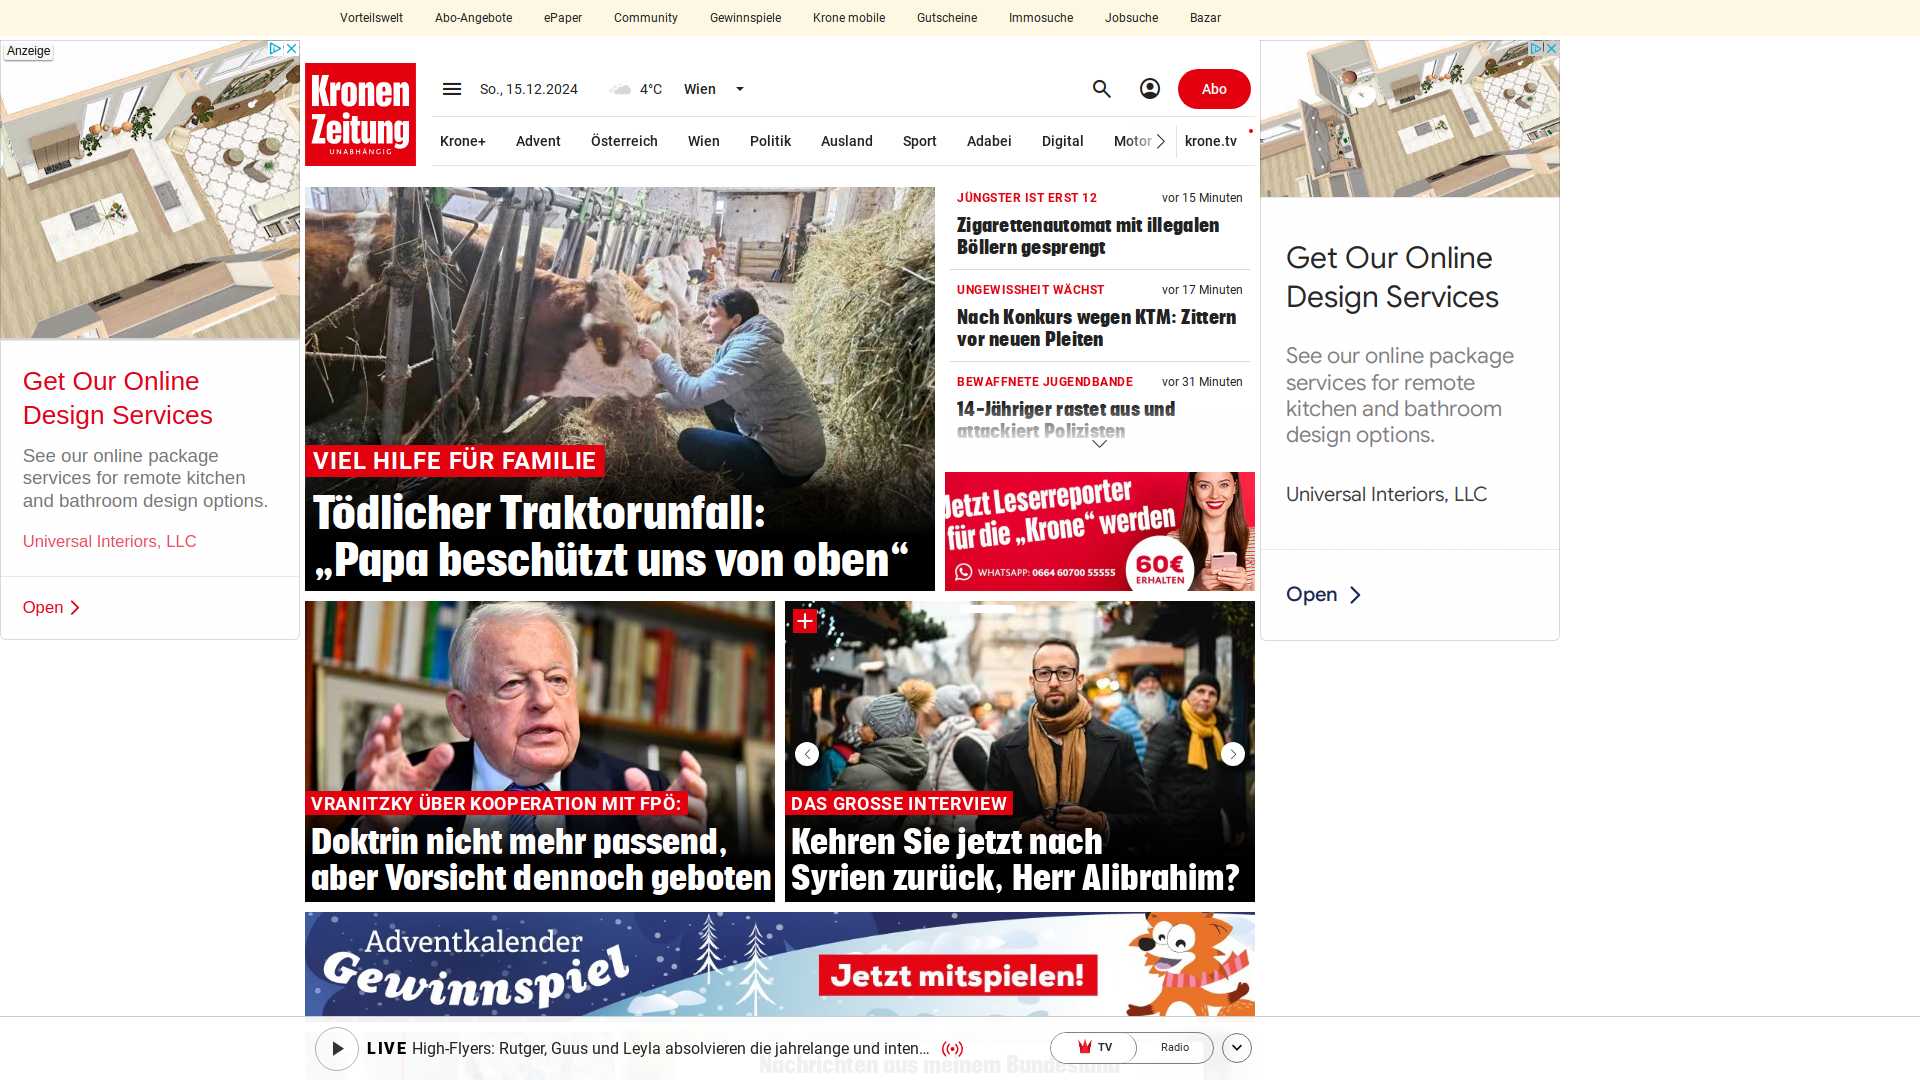 Vorteilswelt
Abo-Angebote
ePaper
Community
Gewinnspiele
Krone mobile
Gutscheine
Immosuche
Jobsuche
Bazar
Anzeige
Kronen
Zeitung
UNABHÄNGIG
So., 15.12.2024
4°C
Wien
Abo
Krone+
Advent
Österreich
Wien
Politik
Ausland
Sport
Adabei
Digital
Motor
krone.tv
Get Our Online
Design Services
See our online package
services for remote kitchen
and bathroom design options.
Universal Interiors, LLC
Open
VIEL HILFE FÜR FAMILIE
Tödlicher Traktorunfall:
„Papa beschützt uns von oben“
JÜNGSTER IST ERST 12
vor 15 Minuten
Zigarettenautomat mit illegalen
Böllern gesprengt
UNGEWISSHEIT WÄCHST
vor 17 Minuten
Nach Konkurs wegen KTM: Zittern
vor neuen Pleiten
BEWAFFNETE JUGENDBANDE
vor 31 Minuten
14-Jähriger rastet aus und
attackiert Polizisten
Jetzt Leserreporter
für die „Krone“ werden
WHATSAPP: 0664 60700 55555
60€
ERHALTEN
Get Our Online
Design Services
See our online package
services for remote
kitchen and bathroom
design options.
Universal Interiors, LLC
Open
VRANITZKY ÜBER KOOPERATION MIT FPÖ:
Doktrin nicht mehr passend,
aber Vorsicht dennoch geboten
DAS GROSSE INTERVIEW
Kehren Sie jetzt nach
Syrien zurück, Herr Alibrahim?
Adventkalender
Gewinnspiel
Jetzt mitspielen!
LIVE High-Flyers: Rutger, Guus und Leyla absolvieren die jahrelange und inten...
TV
Radio
Nachrichten aus meinem Bundesland